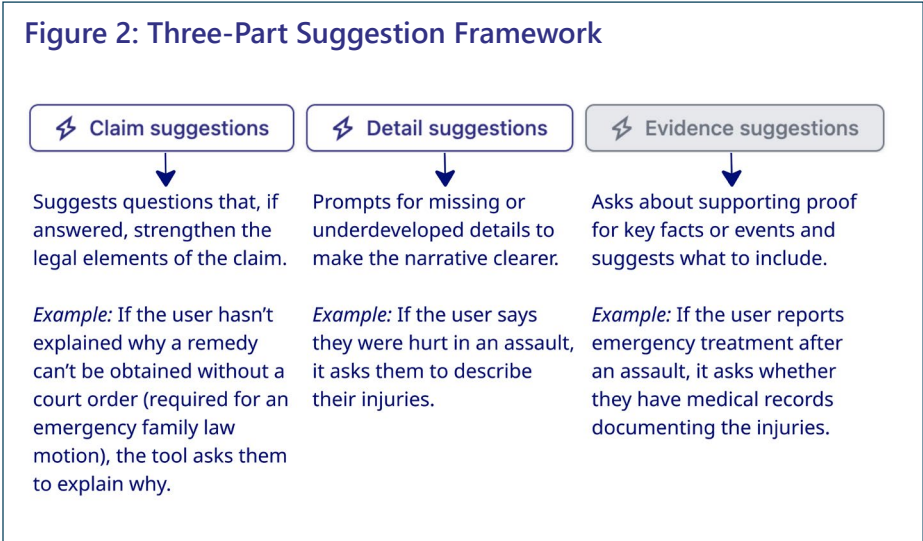 Figure 2: Three-Part Suggestion Framework
Claim suggestions
Suggests questions that, if
answered, strengthen the
legal elements of the claim.
Example: If the user hasn't
explained why a remedy
can't be obtained without a
court order (required for an
emergency family law
motion), the tool asks them
to explain why.
Detail suggestions
Prompts for missing or
underdeveloped details to
make the narrative clearer.
Example: If the user says
they were hurt in an assault,
it asks them to describe
their injuries.
Evidence suggestions
Asks about supporting proof
for key facts or events and
suggests what to include.
Example: If the user reports
emergency treatment after
an assault, it asks whether
they have medical records
documenting the injuries.